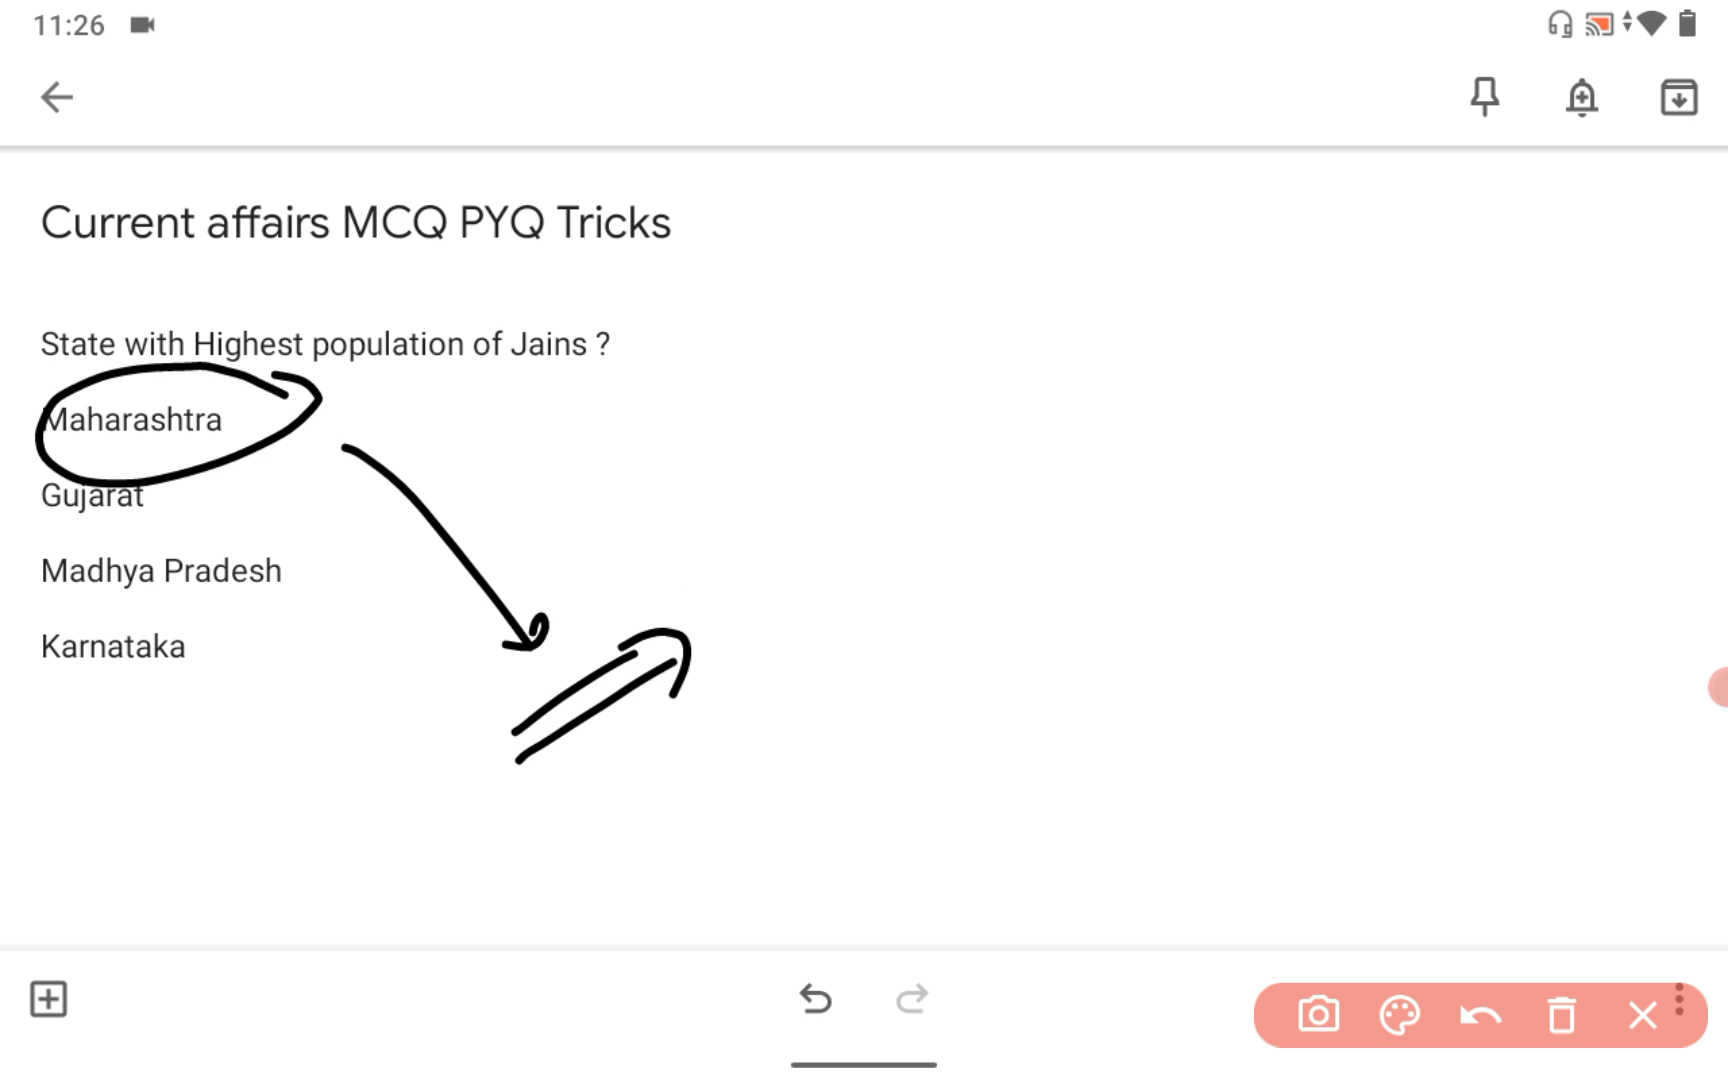 11:26
Current affairs MCQ PYQ Tricks
State with Highest population of Jains ?
Maharashtra
Gujarat
Madhya Pradesh
Karnataka